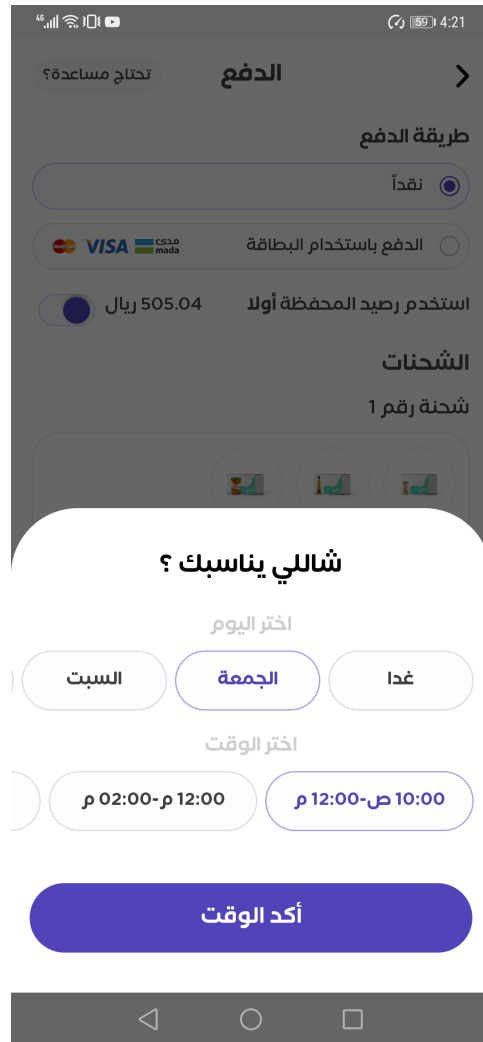 4G 59 4:21
الدفع تحتاج مساعدة؟
طريقة الدفع
نقداً
الدفع باستخدام البطاقة مدى mada VISA MasterCard
استخدم رصيد المحفظة أولا 505.04 ريال
الشحنات
شحنة رقم 1
شاللي يناسبك ؟
اختر اليوم
غدا الجمعة السبت
اختر الوقت
10:00 ص-12:00 م 12:00 م-02:00 م
أكد الوقت